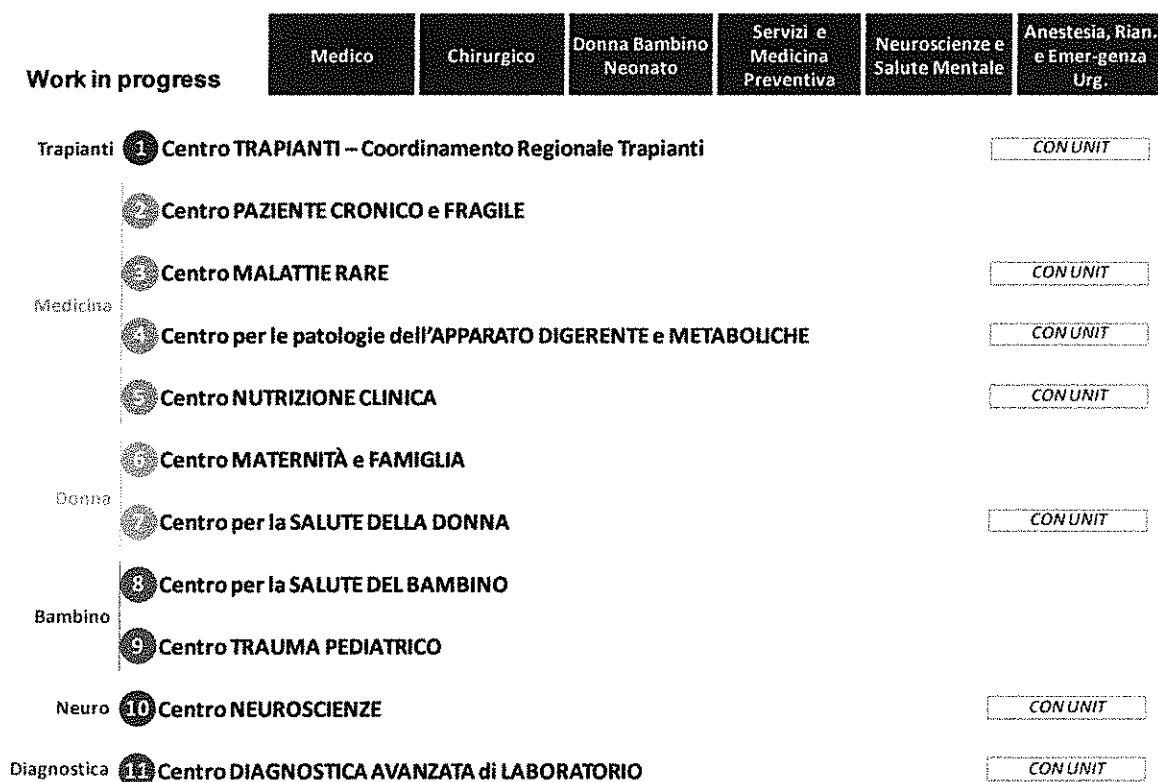 Work in progress
Medico
Chirurgico
Donna Bambino
Neonato
Servizi e
Medicina
Preventiva
Neuroscienze e
Salute Mentale
Anestesia, Rian.
e Emer-genza
Urg.
Trapianti 1 Centro TRAPIANTI – Coordinamento Regionale Trapianti CON UNIT
2 Centro PAZIENTE CRONICO e FRAGILE
3 Centro MALATTIE RARE CON UNIT
Medicina
4 Centro per le patologie dell'APPARATO DIGERENTE e METABOLICHE CON UNIT
5 Centro NUTRIZIONE CLINICA CON UNIT
6 Centro MATERNITÀ e FAMIGLIA
Donna
7 Centro per la SALUTE DELLA DONNA CON UNIT
8 Centro per la SALUTE DEL BAMBINO
Bambino
9 Centro TRAUMA PEDIATRICO
Neuro 10 Centro NEUROSCIENZE CON UNIT
Diagnostica 11 Centro DIAGNOSTICA AVANZATA di LABORATORIO CON UNIT